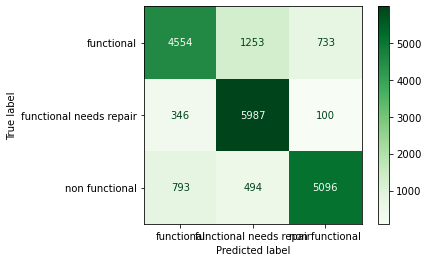 functional 4554 1253 733
functional needs repair 346 5987 100
non functional 793 494 5096
functional functional needs repair non functional
Predicted label
True label
5000
4000
3000
2000
1000